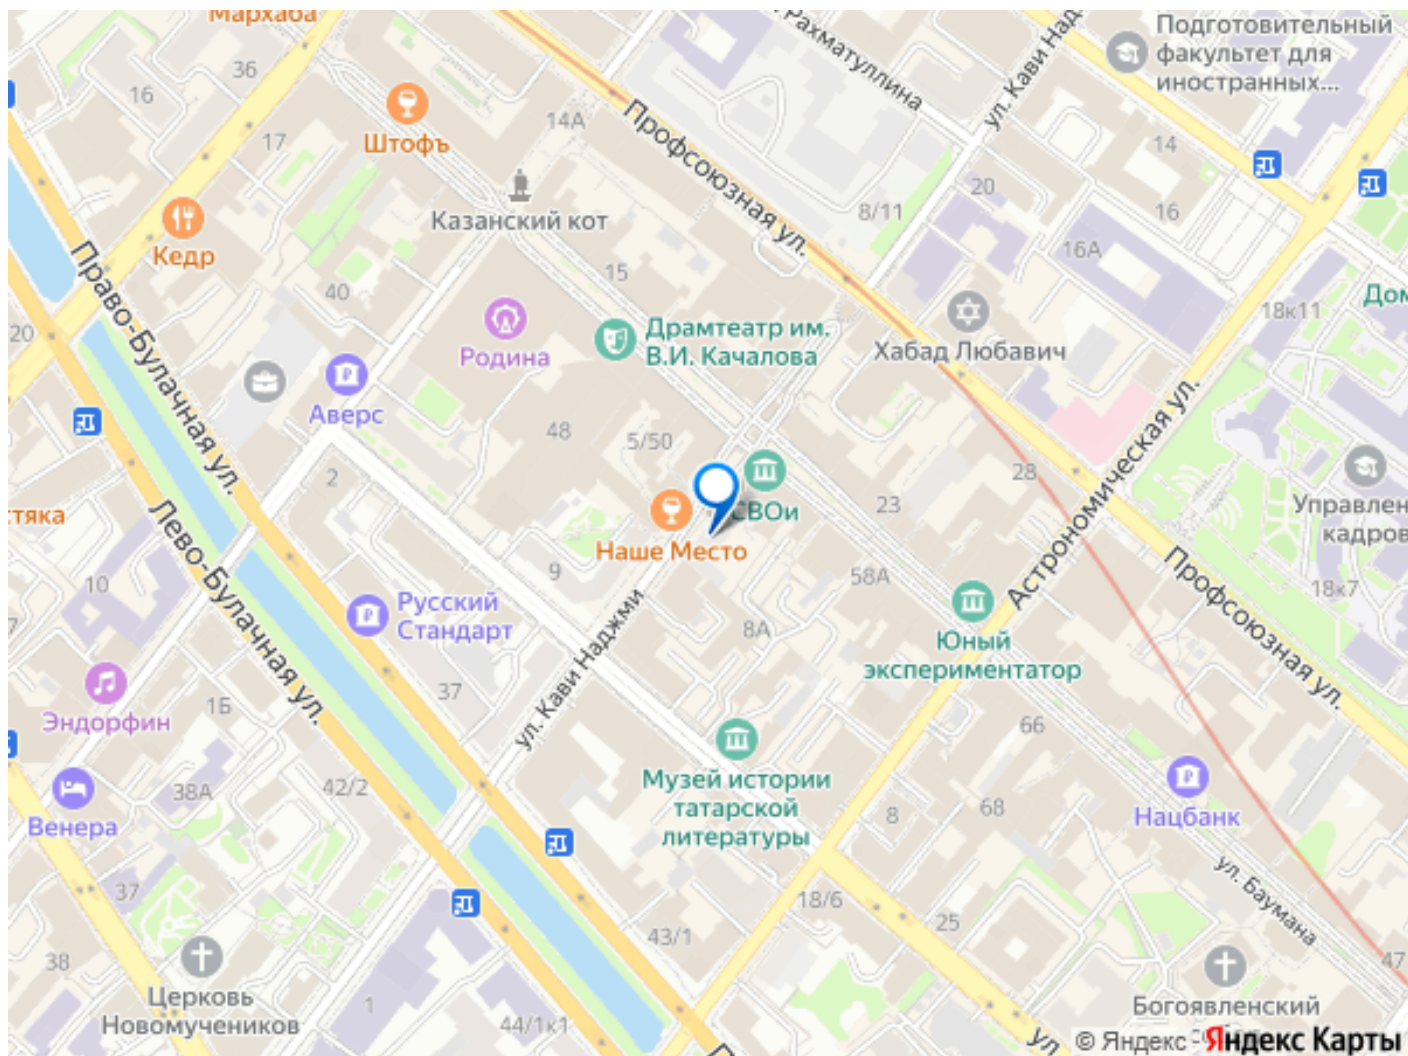 Мархаба
Рахматуллина
ул. Кави Над
Подготовительный
факультет для
иностранных...
36
16
17
Штофъ
14А
Профсоюзная ул.
14
20
16
8/11
16А
Казанский кот
Кедр
Право-Булачная ул.
40
15
Дом
18к11
20
Родина
Драмтеатр им.
В.И. Качалова
Хабад Любавич
Аверс
48
5/50
2
28
23
СВОи
Наше Место
Астрономическая ул.
Управлен
кадров
тяка
Лево-Булачная ул.
10
9
58А
18к7
Профсоюзная ул.
Русский
Стандарт
8А
Юный
экспериментатор
ул. Кави Наджми
7
37
1Б
Эндорфин
66
Музей истории
татарской
литературы
42/2
38А
Венера
8
68
Нацбанк
ул. Баумана
37
18/6
25
43/1
38
47
Церковь
Новомучеников
1
44/1к1
Богоявленский
ул
© Яндекс
Яндекс Карты